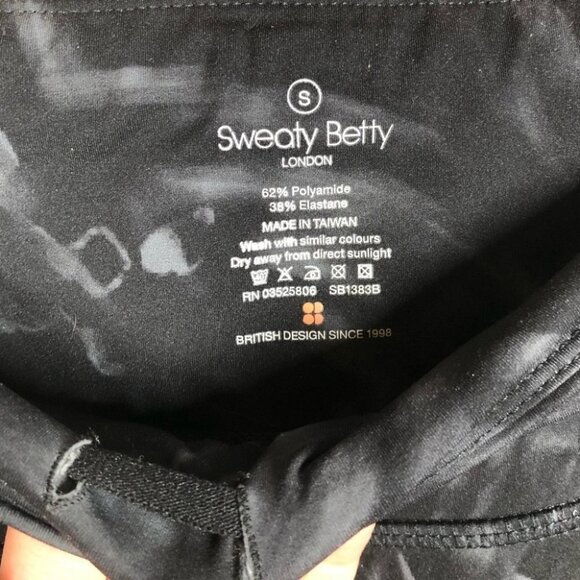 S
Sweaty Betty
LONDON
62% Polyamide
38% Elastane
MADE IN TAIWAN
Wash with similar colours
Dry away from direct sunlight
RN 03525806 SB1383B
BRITISH DESIGN SINCE 1998